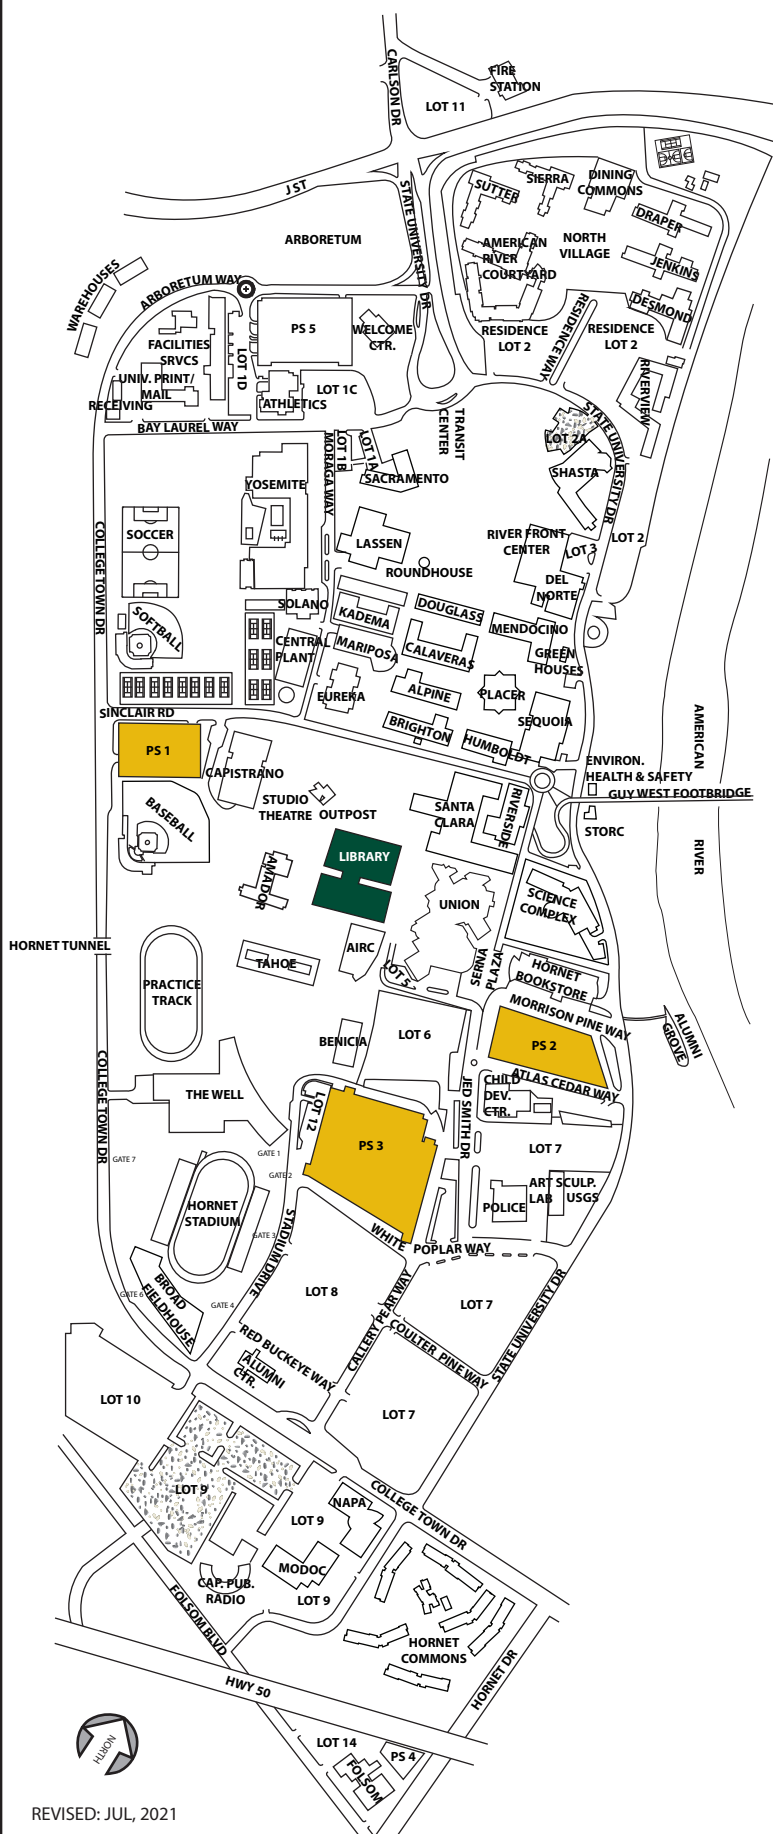 CARLSON DR
FIRE
STATION
LOT 11
J ST
STATE UNIVERSITY DR
SUTTER
SIERRA
DINING
COMMONS
DRAPER
ARBORETUM
AMERICAN
RIVER
COURTYARD
NORTH
VILLAGE
JENKINS
DESMOND
WAREHOUSES
ARBORETUM WAY
RESIDENCE
LOT 2
RESIDENCE WAY
RESIDENCE
LOT 2
PS 5
WELCOME
CTR.
FACILITIES
SRVCS
LOT 1D
UNIV. PRINT/
MAIL
RECEIVING
LOT 1C
ATHLETICS
RIVERVIEW
BAY LAUREL WAY
MORAGA WAY
LOT 1B
LOT 1A
TRANSIT
CENTER
STATE UNIVERSITY DR
LOT 2A
SACRAMENTO
SHASTA
YOSEMITE
SOCCER
COLLEGE TOWN DR
LASSEN
ROUNDHOUSE
RIVER FRONT
CENTER
LOT 3
LOT 2
DEL
NORTE
SOLANO
KADEMA
DOUGLASS
MENDOCINO
SOFTBALL
CENTRAL
PLANT
MARIPOSA
CALAVERAS
GREEN
HOUSES
EUREKA
ALPINE
PLACER
SEQUOIA
SINCLAIR RD
BRIGHTON
HUMBOLDT
AMERICAN
RIVER
PS 1
CAPISTRANO
ENVIRON.
HEALTH & SAFETY
GUY WEST FOOTBRIDGE
STUDIO
THEATRE
OUTPOST
SANTA
CLARA
RIVERSIDE
STORC
BASEBALL
LIBRARY
AMADOR
UNION
SCIENCE
COMPLEX
HORNET TUNNEL
TAHOE
AIRC
LOT 5
SERNA
PLAZA
HORNET
BOOKSTORE
PRACTICE
TRACK
MORRISON PINE WAY
ALUMNI
GROVE
BENICIA
LOT 6
PS 2
COLLEGE TOWN DR
THE WELL
LOT 12
JED SMITH DR
CHILD
DEV.
CTR.
ATLAS CEDAR WAY
PS 3
LOT 7
GATE 7
GATE 1
GATE 2
ART SCULP.
LAB
USGS
HORNET
STADIUM
POLICE
GATE 3
STADIUM DRIVE
WHITE
POPLAR WAY
BROAD
FIELDHOUSE
GATE 6
GATE 4
LOT 8
CALLERY PEAR WAY
LOT 7
STATE UNIVERSITY DR
RED BUCKEYE WAY
COULTER PINE WAY
ALUMNI
CTR.
LOT 10
LOT 7
LOT 9
COLLEGE TOWN DR
NAPA
LOT 9
MODOC
CAP. PUB.
RADIO
LOT 9
FOLSOM BLVD
HORNET
COMMONS
HORNET DR
HWY 50
NORTH
LOT 14
PS 4
FOLSOM
REVISED: JUL, 2021